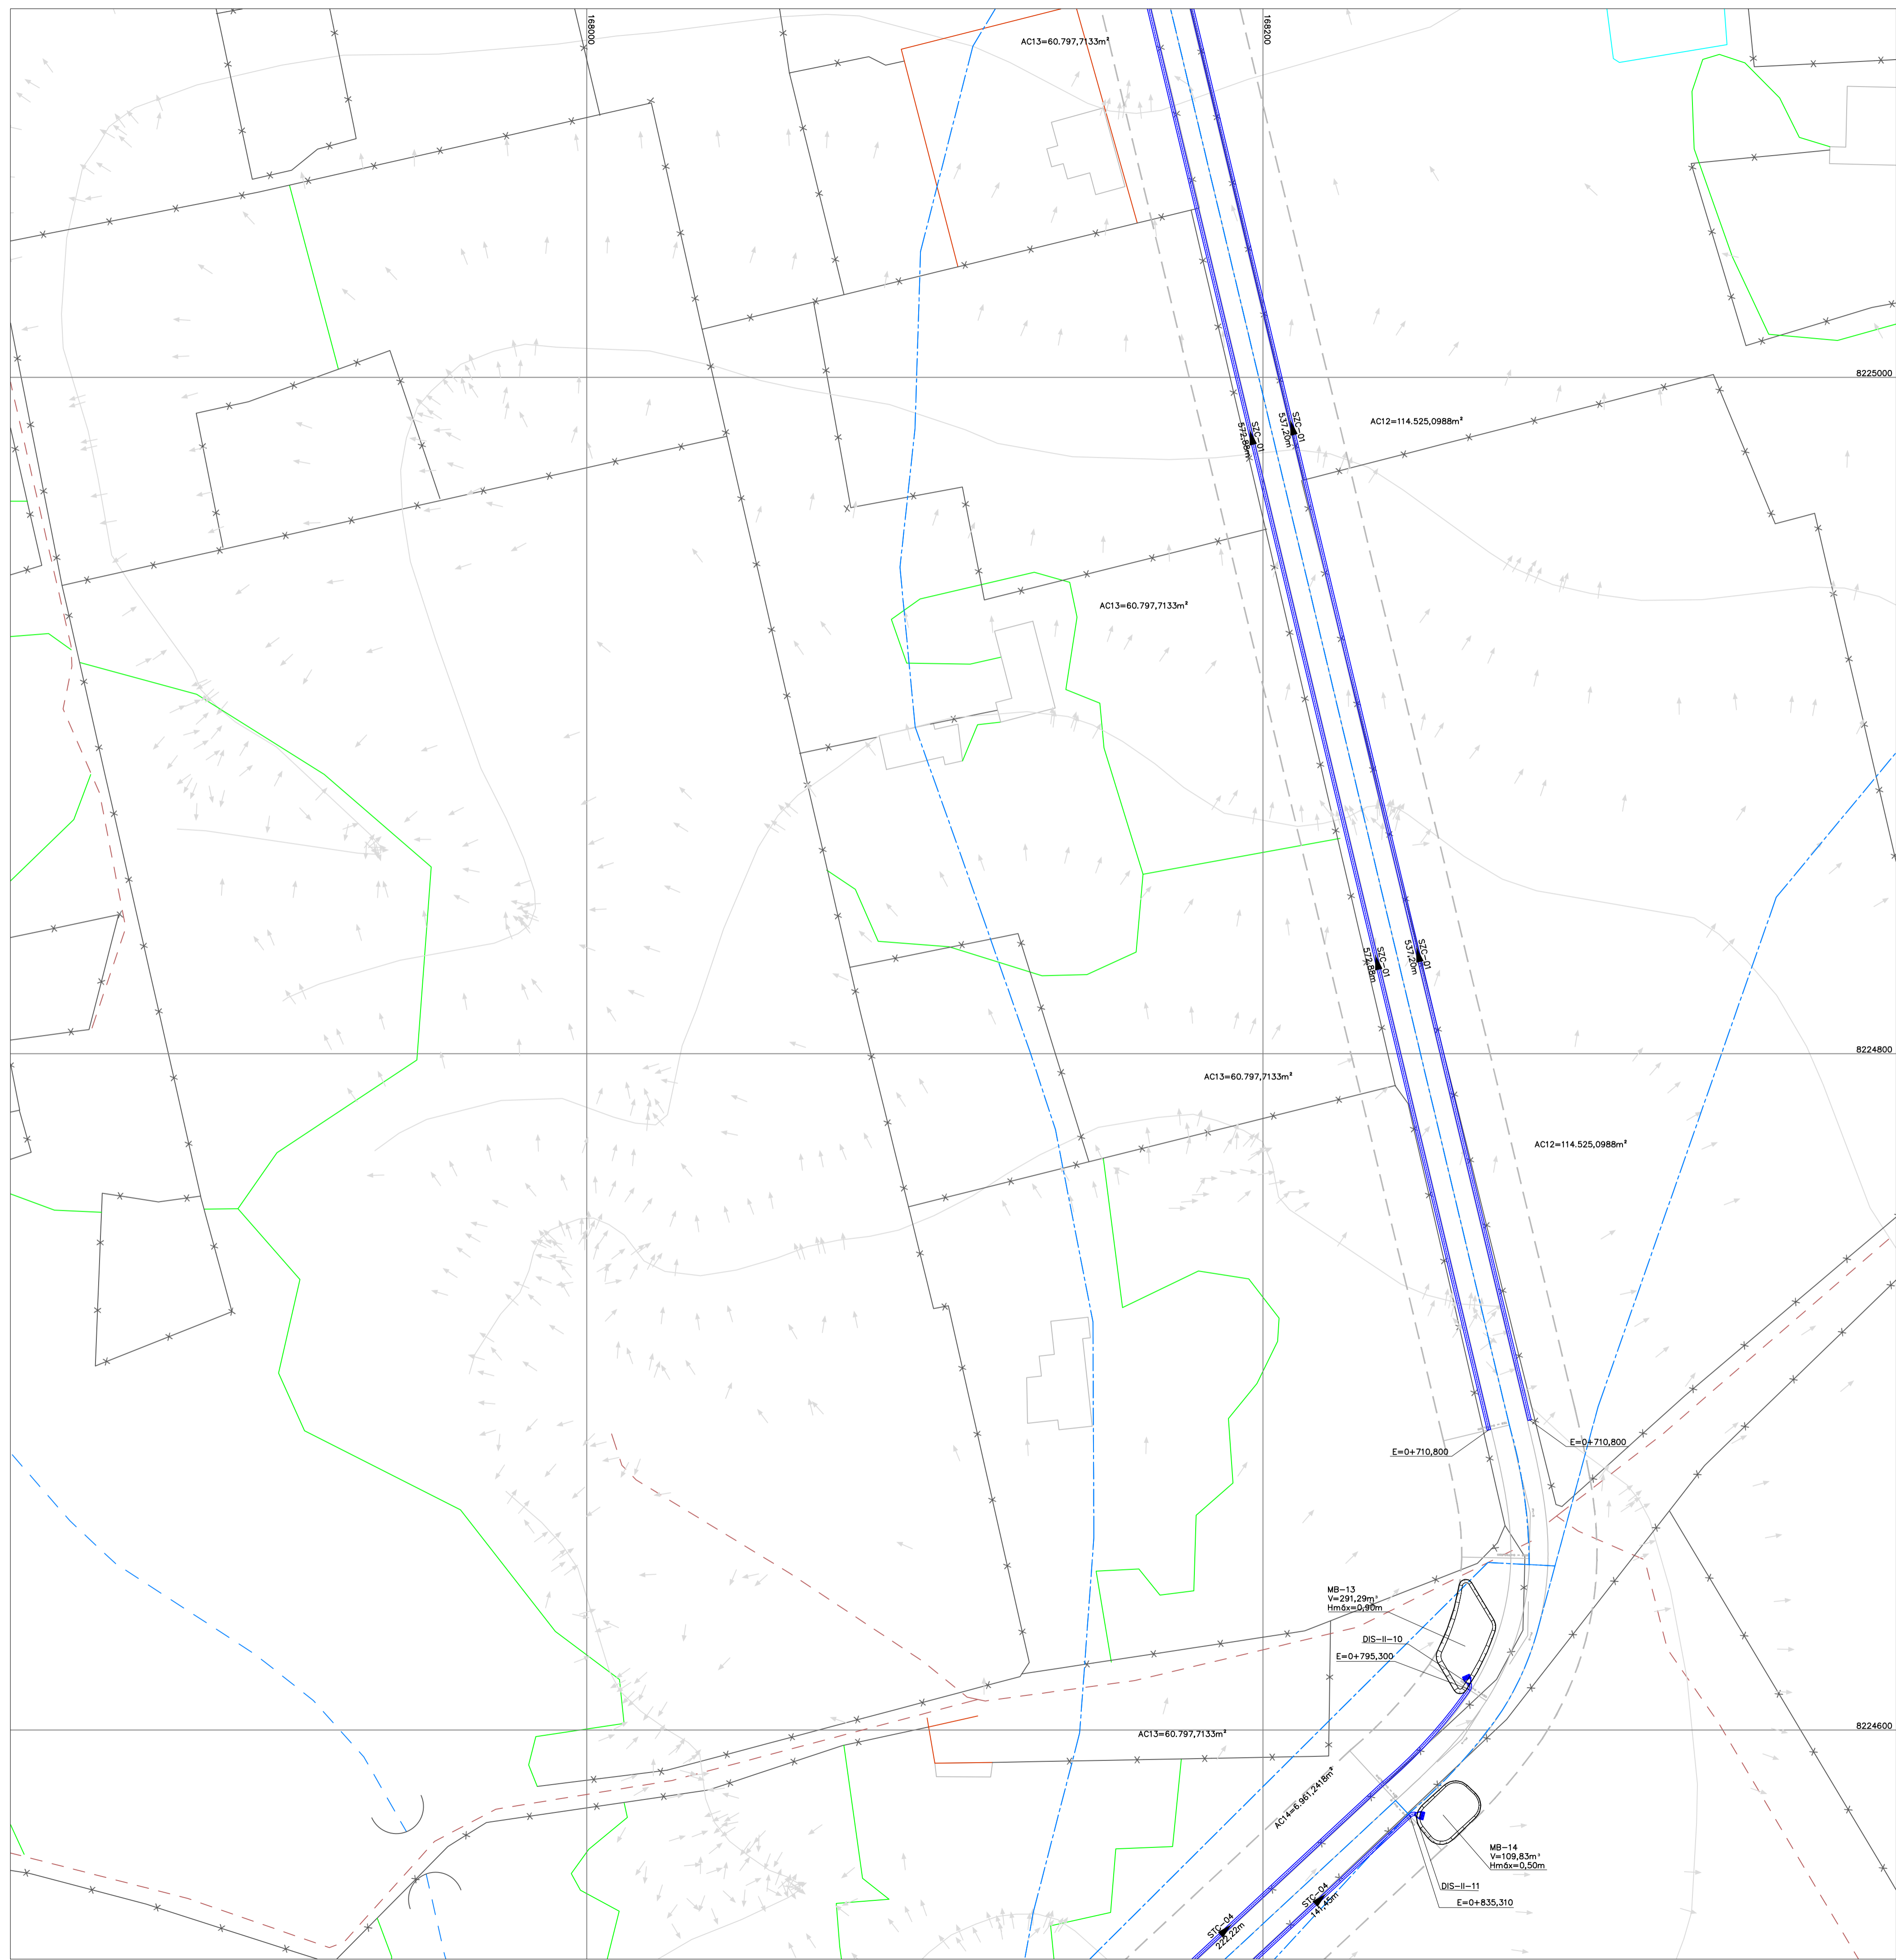 168000
168200
AC13=60.797,7133m²
8225000
SZC-01
572,88m
SZC-01
537,20m
AC12=114.525,0988m²
AC13=60.797,7133m²
SZC-01
572,88m
SZC-01
537,20m
8224800
AC13=60.797,7133m²
AC12=114.525,0988m²
E=0+710,800
E=0+710,800
MB-13
V=291,29m³
Hmáx=0,90m
DIS-II-10
E=0+795,300
8224600
AC13=60.797,7133m²
AC14=6.961,2418m²
MB-14
V=109,83m³
Hmáx=0,50m
DIS-II-11
E=0+835,310
STC-04
222,22m
STC-04
141,45m